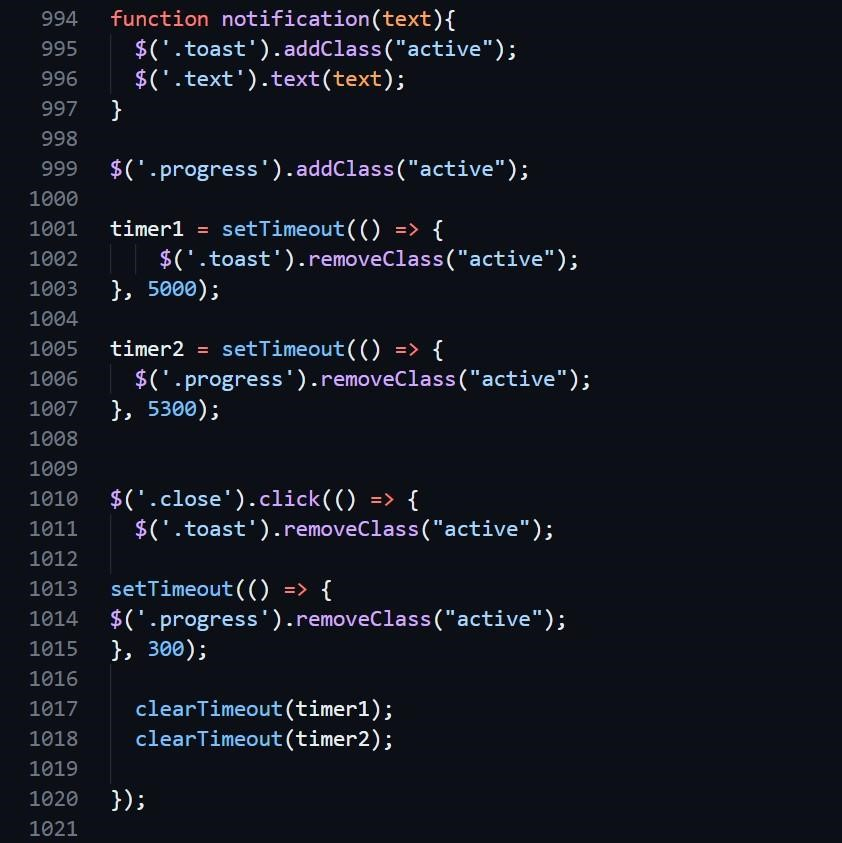 994 function notification(text){
995   $('.toast').addClass("active");
996   $('.text').text(text);
997 }
998
999 $('.progress').addClass("active");
1000
1001 timer1 = setTimeout(() => {
1002     $('.toast').removeClass("active");
1003 }, 5000);
1004
1005 timer2 = setTimeout(() => {
1006   $('.progress').removeClass("active");
1007 }, 5300);
1008
1009
1010 $('.close').click(() => {
1011   $('.toast').removeClass("active");
1012
1013 setTimeout(() => {
1014 $('.progress').removeClass("active");
1015 }, 300);
1016
1017   clearTimeout(timer1);
1018   clearTimeout(timer2);
1019
1020 });
1021